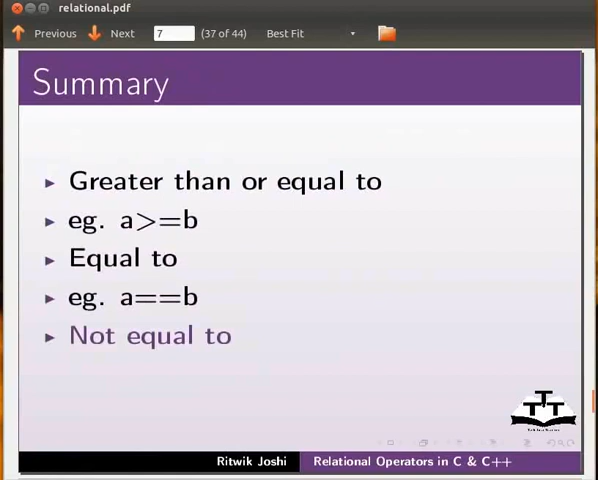 relational.pdf
Previous Next 7 (37 of 44) Best Fit
Summary
Greater than or equal to
eg. a>=b
Equal to
eg. a==b
Not equal to
TTT
Ritwik Joshi Relational Operators in C & C++